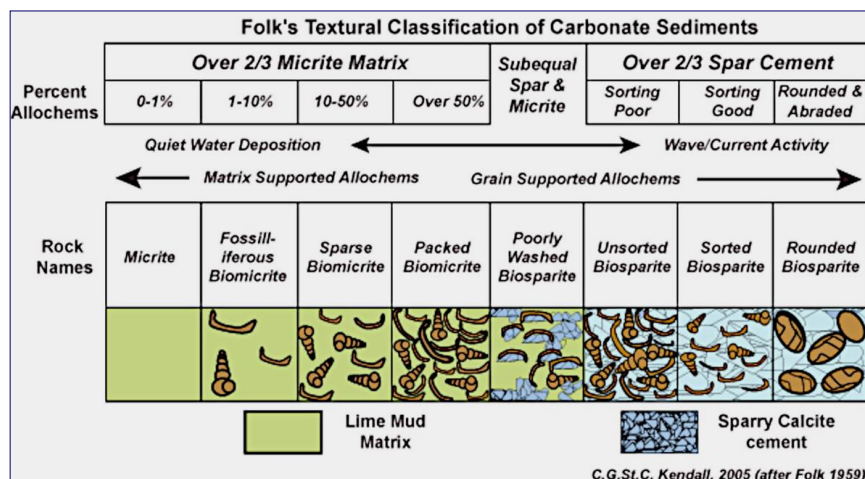 Folk's Textural Classification of Carbonate Sediments
Percent Allochems
Over 2/3 Micrite Matrix
0-1%
1-10%
10-50%
Over 50%
Subequal
Spar &
Micrite
Over 2/3 Spar Cement
Sorting
Poor
Sorting
Good
Rounded &
Abraded
Quiet Water Deposition
Wave/Current Activity
Matrix Supported Allochems
Grain Supported Allochems
Rock
Names
Micrite
Fossill-
iferous
Biomicrite
Sparse
Biomicrite
Packed
Biomicrite
Poorly
Washed
Biosparite
Unsorted
Biosparite
Sorted
Biosparite
Rounded
Biosparite
Lime Mud
Matrix
Sparry Calcite
cement
C.G.St.C. Kendall, 2005 (after Folk 1959)